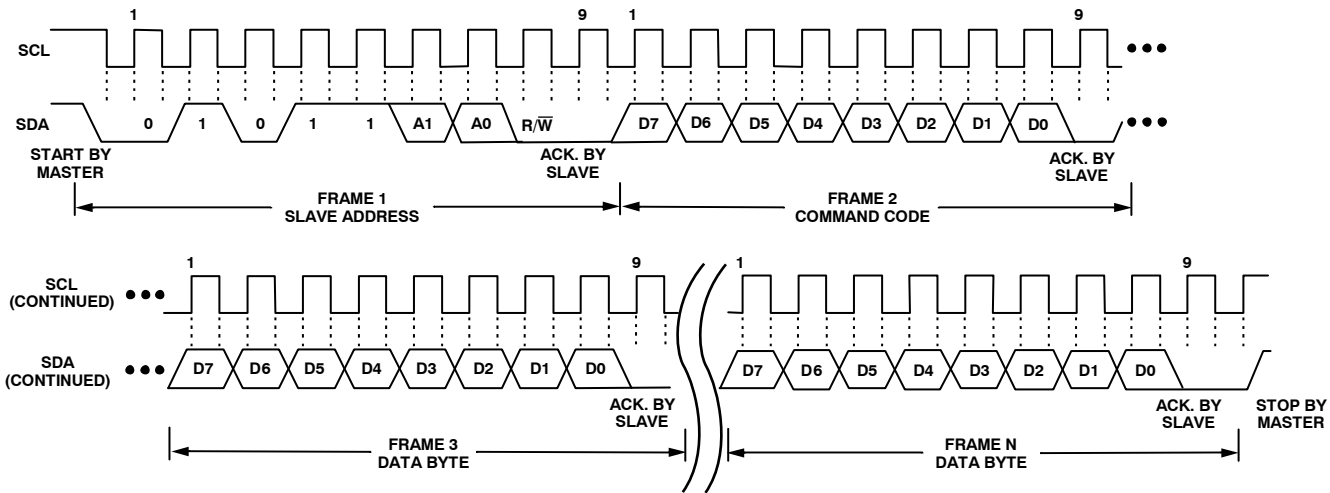 1 9 1 9
SCL
SDA 0 1 0 1 1 A1 A0 R/W̅ D7 D6 D5 D4 D3 D2 D1 D0
START BY
MASTER
ACK. BY
SLAVE
ACK. BY
SLAVE
FRAME 1
SLAVE ADDRESS
FRAME 2
COMMAND CODE
1 9 1 9
SCL
(CONTINUED)
SDA
(CONTINUED)
D7 D6 D5 D4 D3 D2 D1 D0 D7 D6 D5 D4 D3 D2 D1 D0
ACK. BY
SLAVE
ACK. BY
SLAVE
STOP BY
MASTER
FRAME 3
DATA BYTE
FRAME N
DATA BYTE